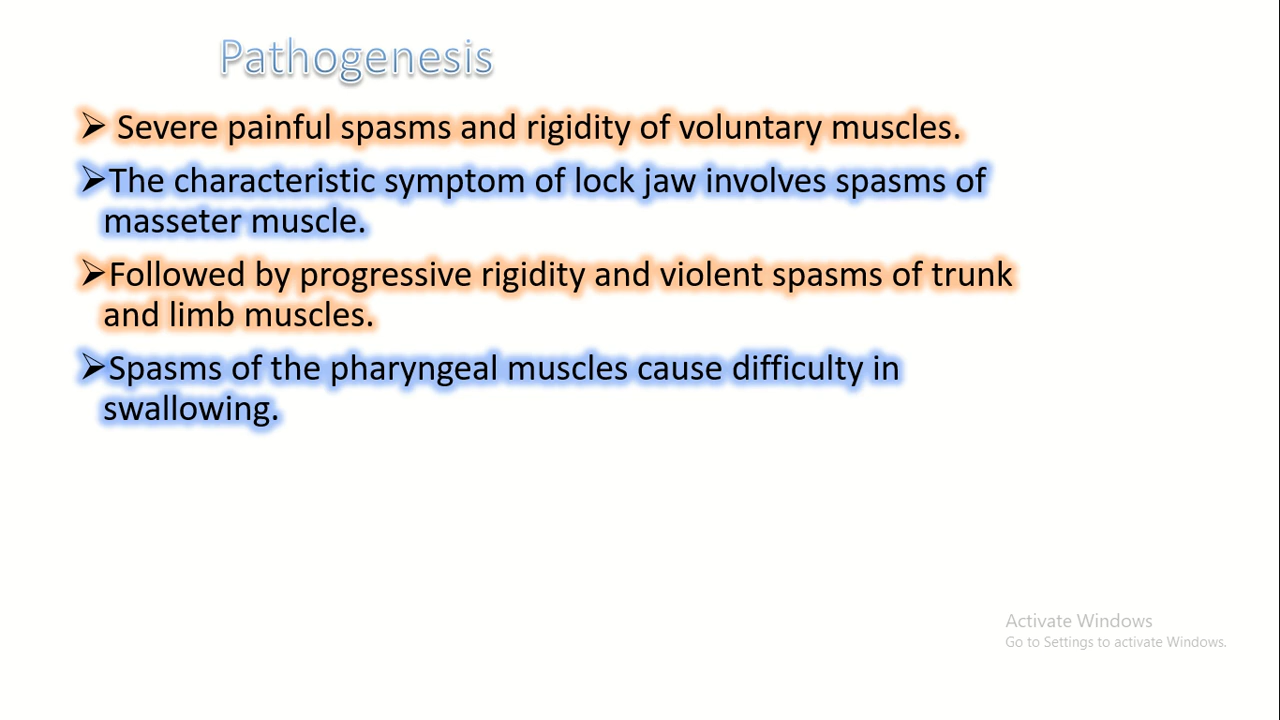 Pathogenesis
➢ Severe painful spasms and rigidity of voluntary muscles.
➢The characteristic symptom of lock jaw involves spasms of
masseter muscle.
➢Followed by progressive rigidity and violent spasms of trunk
and limb muscles.
➢Spasms of the pharyngeal muscles cause difficulty in
swallowing.
Activate Windows
Go to Settings to activate Windows.